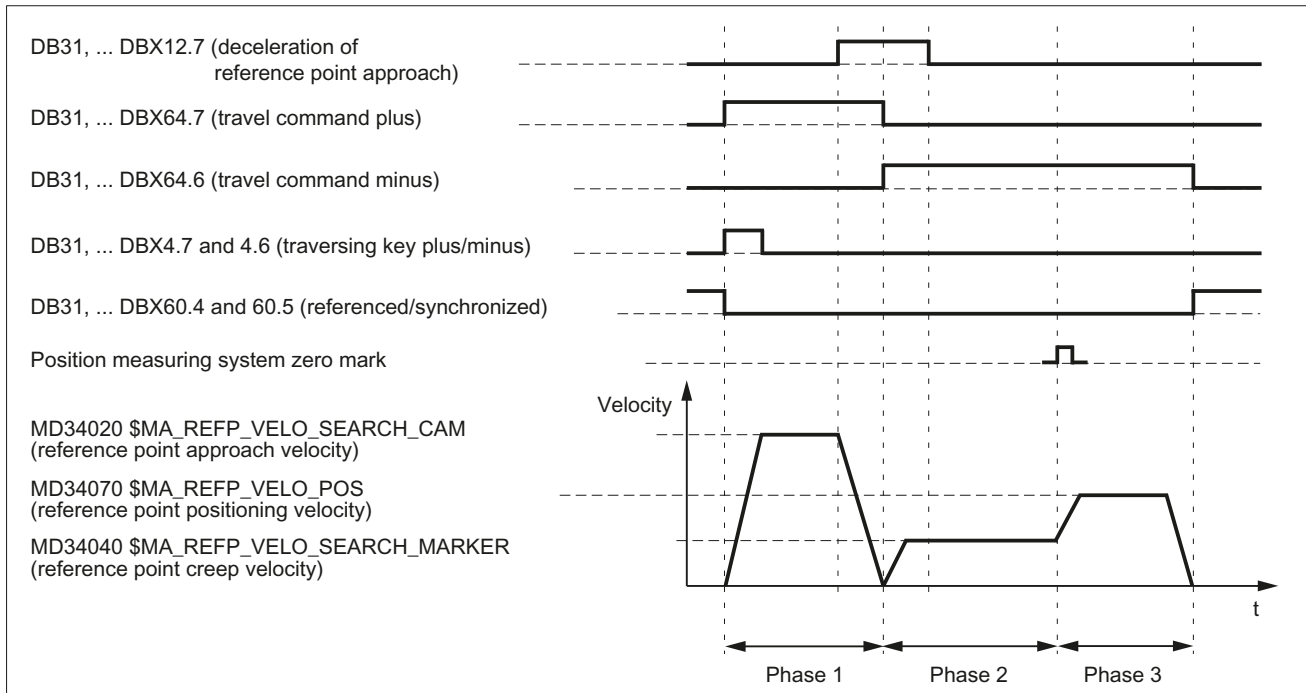 DB31, ... DBX12.7 (deceleration of
reference point approach)
DB31, ... DBX64.7 (travel command plus)
DB31, ... DBX64.6 (travel command minus)
DB31, ... DBX4.7 and 4.6 (traversing key plus/minus)
DB31, ... DBX60.4 and 60.5 (referenced/synchronized)
Position measuring system zero mark
Velocity
MD34020 $MA_REFP_VELO_SEARCH_CAM
(reference point approach velocity)
MD34070 $MA_REFP_VELO_POS
(reference point positioning velocity)
MD34040 $MA_REFP_VELO_SEARCH_MARKER
(reference point creep velocity)
t
Phase 1
Phase 2
Phase 3